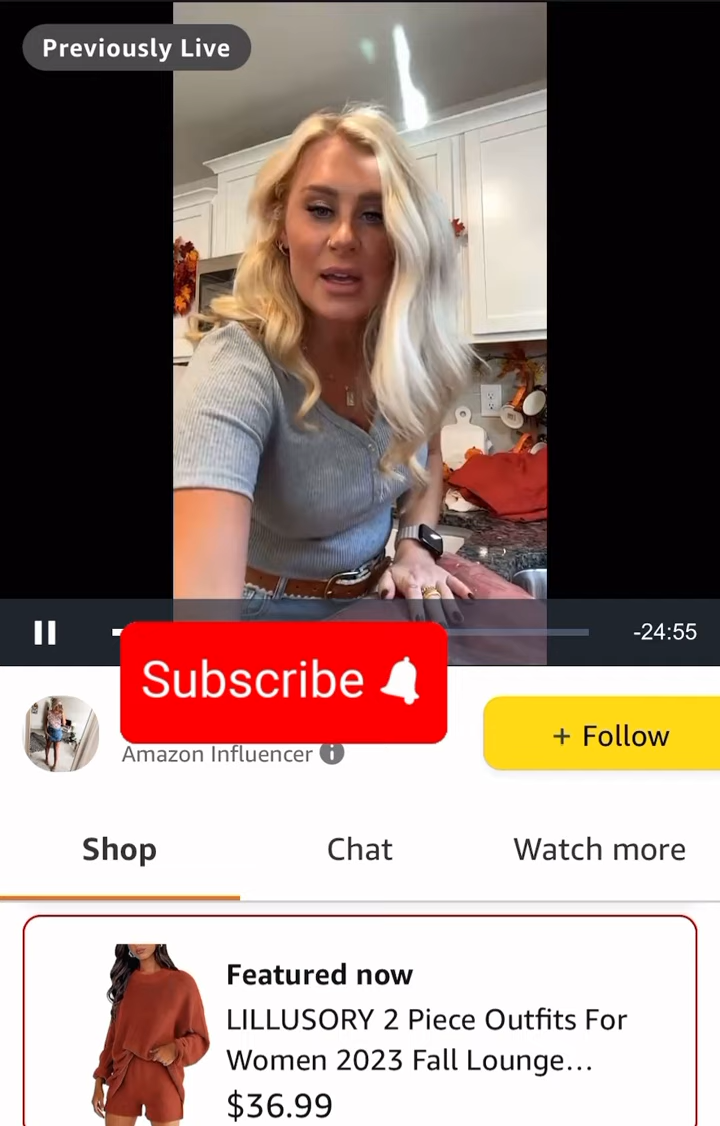 Previously Live
-24:55
Subscribe
Amazon Influencer
+ Follow
Shop
Chat
Watch more
Featured now
LILLUSORY 2 Piece Outfits For
Women 2023 Fall Lounge...
$36.99